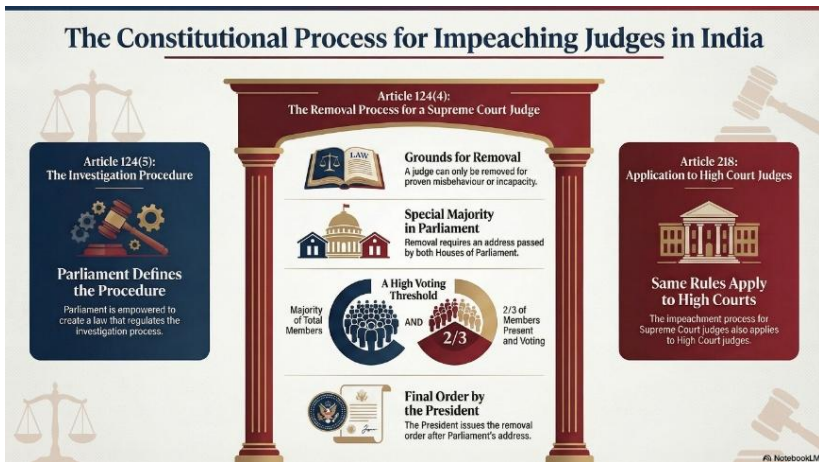 The Constitutional Process for Impeaching Judges in India
Article 124(5):
The Investigation Procedure
Parliament Defines
the Procedure
Parliament is empowered to
create a law that regulates the
investigation process.
Article 124(4):
The Removal Process for a Supreme Court Judge
LAW
Grounds for Removal
A judge can only be removed for
proven misbehaviour or incapacity.
Special Majority
in Parliament
Removal requires an address passed
by both Houses of Parliament.
A High Voting
Threshold
Majority
of Total
Members
AND
2/3
2/3 of
Members
Present
and Voting
Final Order by
the President
The President issues the removal
order after Parliament's address.
Article 218:
Application to High Court Judges
Same Rules Apply
to High Courts
The impeachment process for
Supreme Court judges also applies
to High Court judges.
NotebookLM